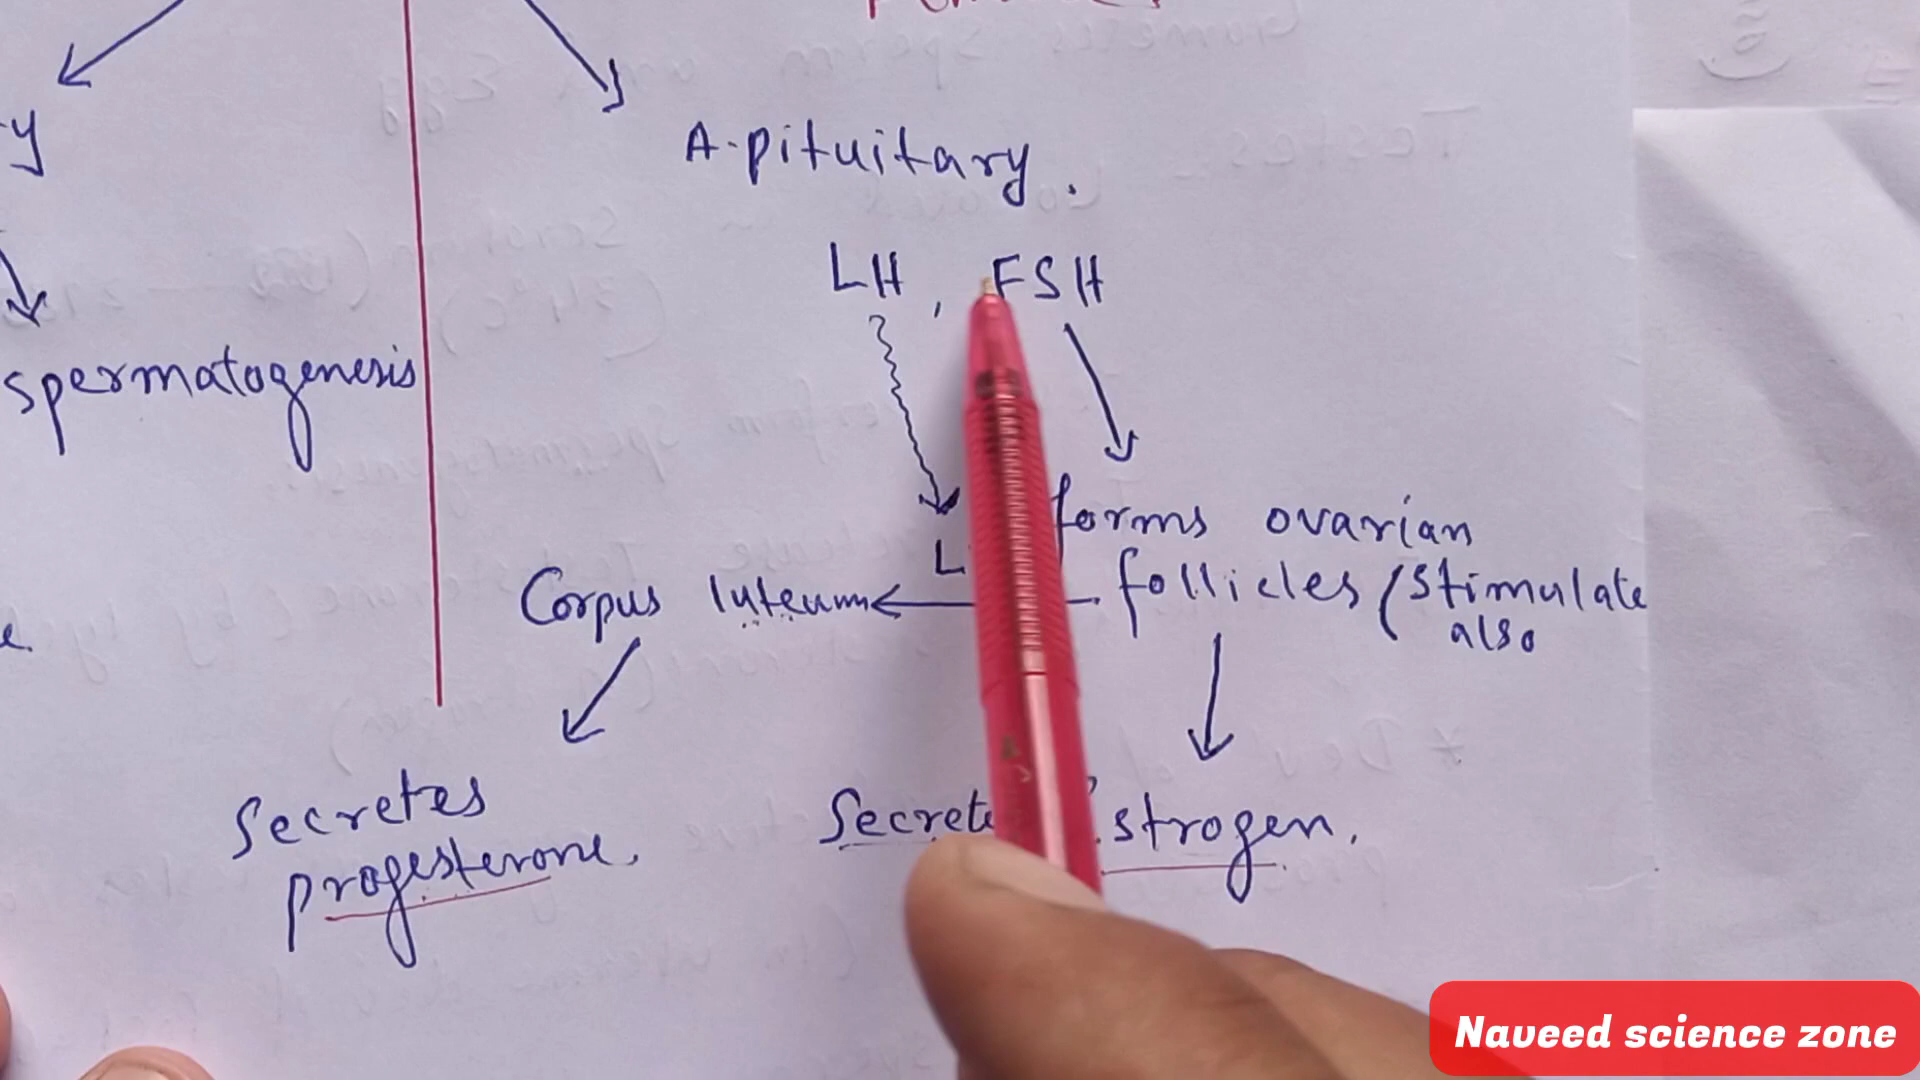 A.pituitary.
LH, FSH
spermatogenesis
forms ovarian
Corpus luteum
L
follicles (stimulate
also
Secretes
progesterone.
strogen.
Naveed science zone